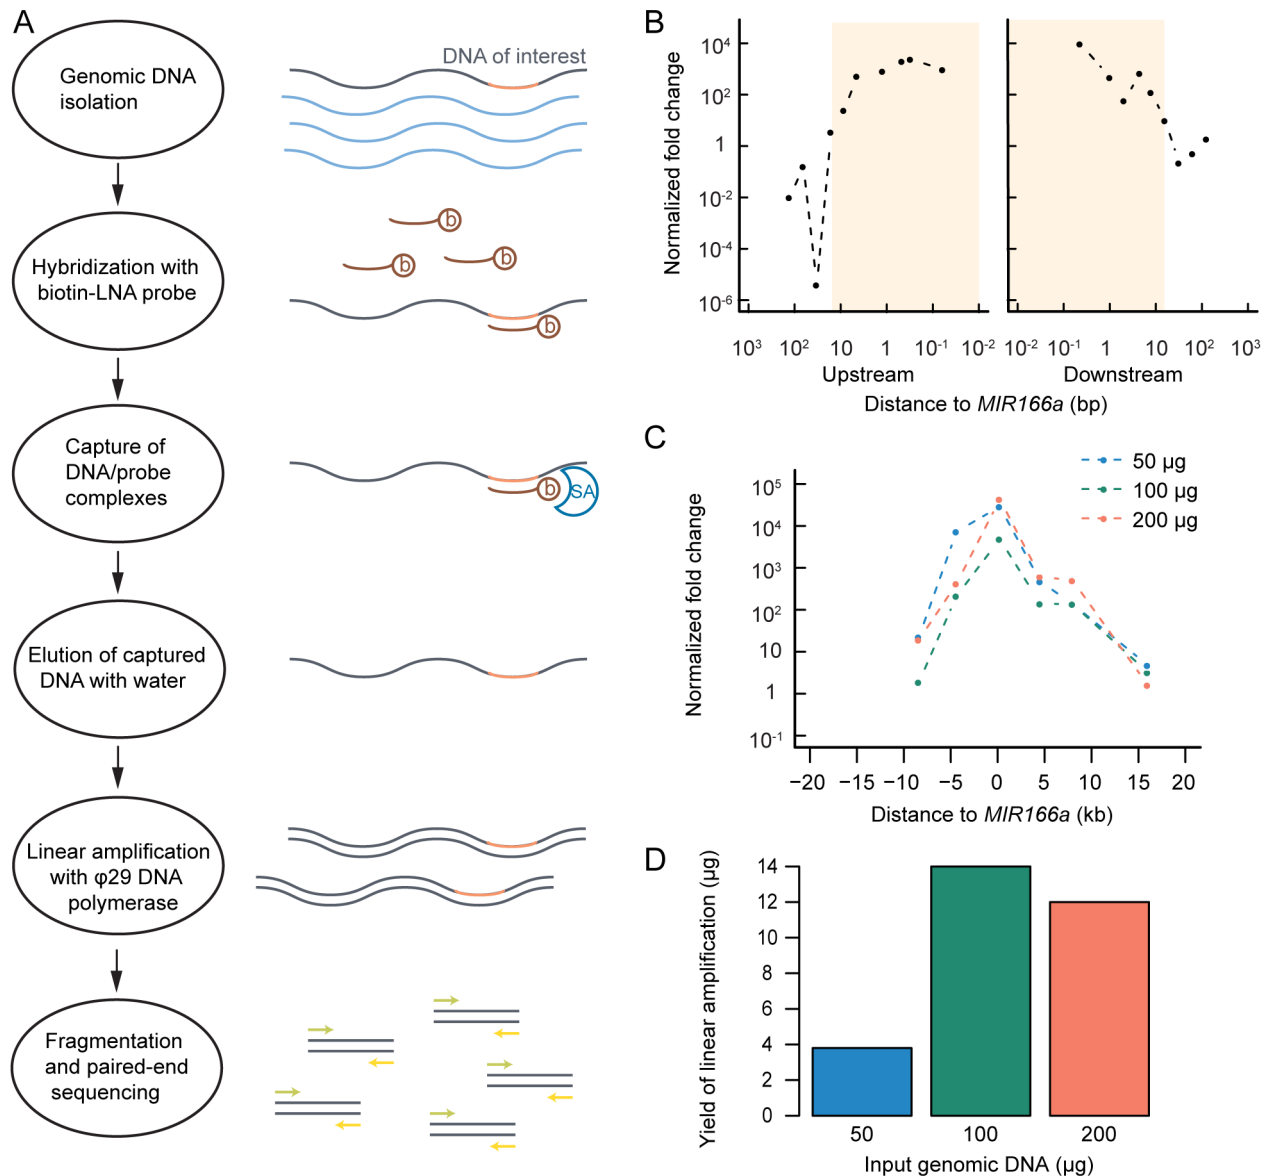 A
Genomic DNA
isolation
DNA of interest
Hybridization with
biotin-LNA probe
b
b
b
b
Capture of
DNA/probe
complexes
b
SA
Elution of captured
DNA with water
Linear amplification
with φ29 DNA
polymerase
Fragmentation
and paired-end
sequencing
B
Normalized fold change
10⁴
10²
1
10⁻²
10⁻⁴
10⁻⁶
10³ 10² 10 1 10⁻¹ 10⁻²
Upstream
10⁻² 10⁻¹ 1 10 10² 10³
Downstream
Distance to MIR166a (bp)
C
50 µg
100 µg
200 µg
Normalized fold change
10⁵
10⁴
10³
10²
10
1
10⁻¹
−20 −15 −10 −5 0 5 10 15 20
Distance to MIR166a (kb)
D
Yield of linear amplification (µg)
14
12
10
8
6
4
2
0
50 100 200
Input genomic DNA (µg)